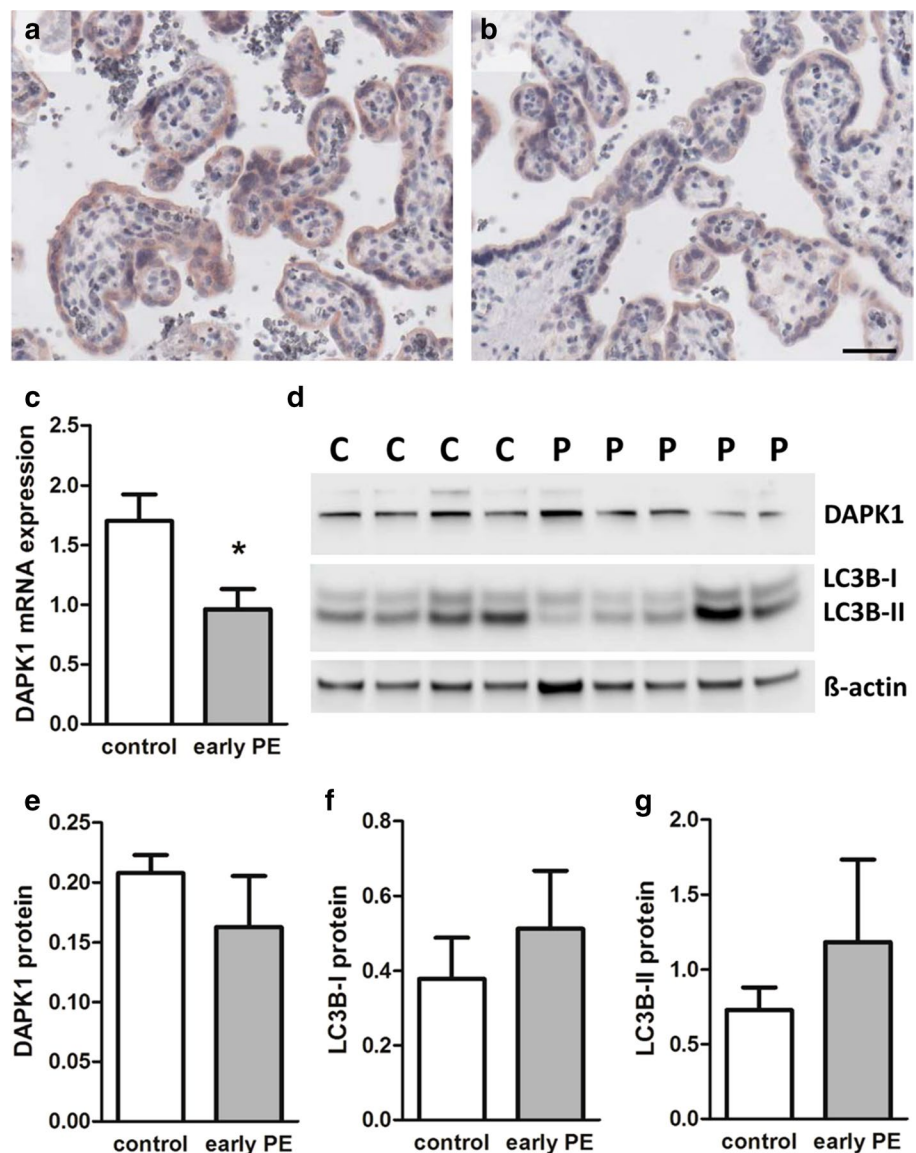 a
b
c
d
2.5
2.0
1.5
1.0
0.5
0.0
DAPK1 mRNA expression
*
control early PE
C C C C P P P P P
DAPK1
LC3B-I
LC3B-II
ß-actin
e
0.25
0.20
0.15
0.10
0.05
0.00
DAPK1 protein
control early PE
f
0.8
0.6
0.4
0.2
0.0
LC3B-I protein
control early PE
g
2.0
1.5
1.0
0.5
0.0
LC3B-II protein
control early PE